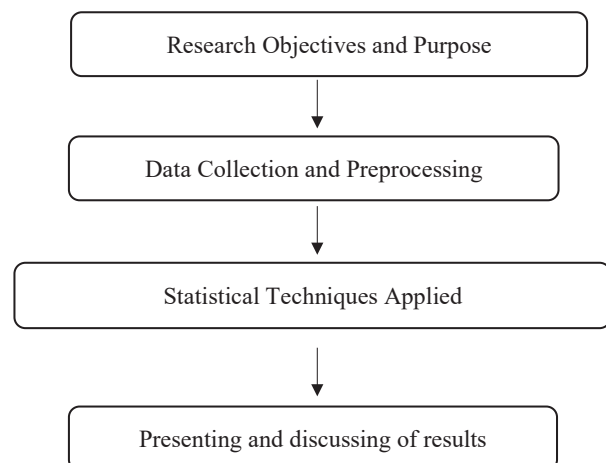 Research Objectives and Purpose
Data Collection and Preprocessing
Statistical Techniques Applied
Presenting and discussing of results